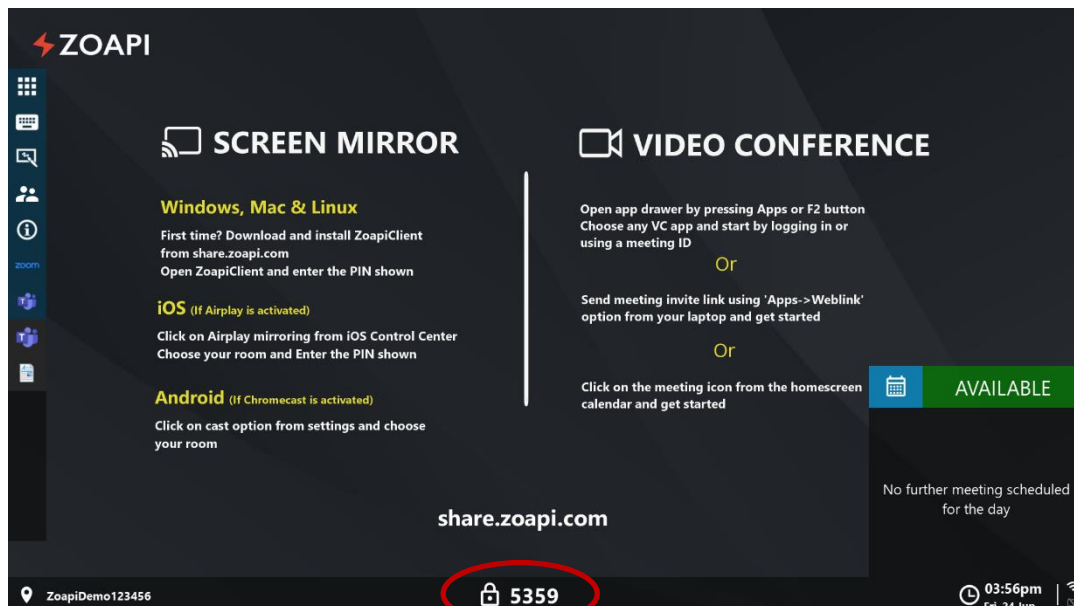 ZOAPI
SCREEN MIRROR
Windows, Mac & Linux
First time? Download and install ZoapiClient
from share.zoapi.com
Open ZoapiClient and enter the PIN shown
iOS (If Airplay is activated)
Click on Airplay mirroring from iOS Control Center
Choose your room and Enter the PIN shown
Android (If Chromecast is activated)
Click on cast option from settings and choose
your room
VIDEO CONFERENCE
Open app drawer by pressing Apps or F2 button
Choose any VC app and start by logging in or
using a meeting ID
Or
Send meeting invite link using 'Apps->Weblink'
option from your laptop and get started
Or
Click on the meeting icon from the homescreen
calendar and get started
zoom
AVAILABLE
No further meeting scheduled
for the day
share.zoapi.com
ZoapiDemo123456
5359
03:56pm
Fri, 24 Jun